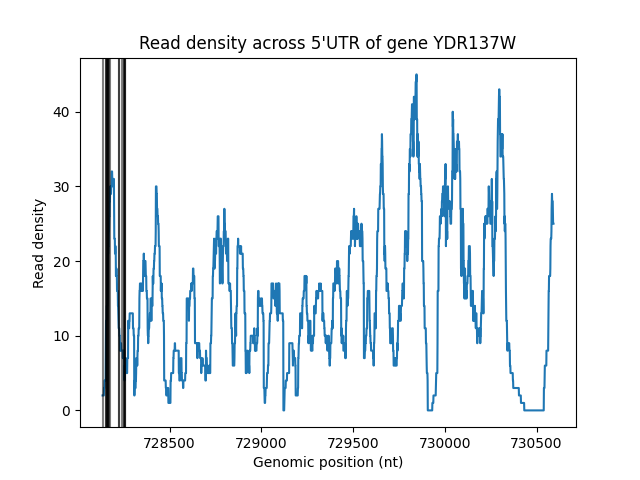 Read density across 5'UTR of gene YDR137W
Read density
40
30
20
10
0
728500 729000 729500 730000 730500
Genomic position (nt)